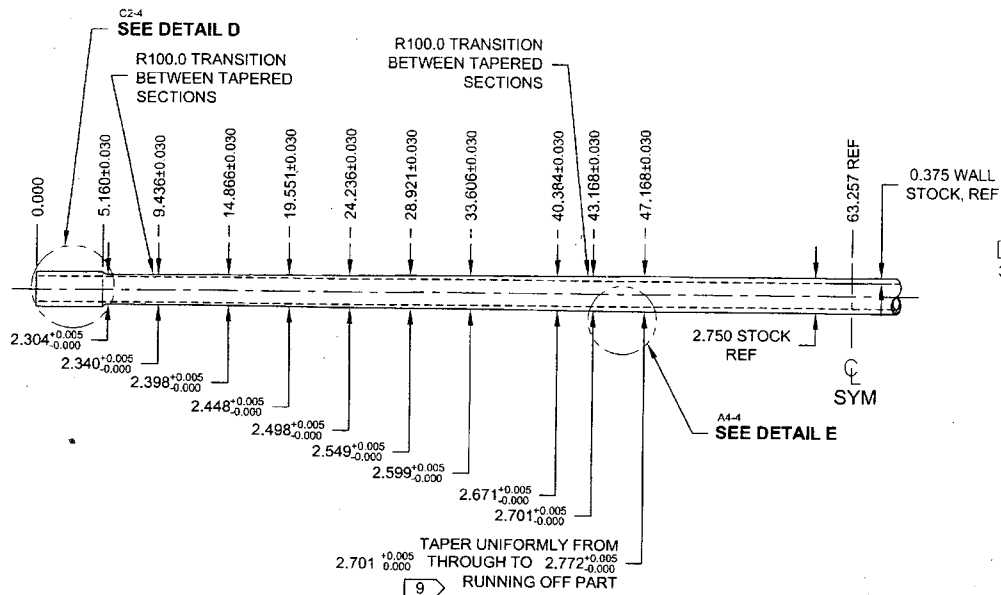 C2-4
SEE DETAIL D
R100.0 TRANSITION
BETWEEN TAPERED
SECTIONS
R100.0 TRANSITION
BETWEEN TAPERED
SECTIONS
0.000
5.160±0.030
9.436±0.030
14.866±0.030
19.551±0.030
24.236±0.030
28.921±0.030
33.606±0.030
40.384±0.030
43.168±0.030
47.168±0.030
63.257 REF
0.375 WALL
STOCK, REF
2.304 +0.005 -0.000
2.340 +0.005 -0.000
2.398 +0.005 -0.000
2.448 +0.005 -0.000
2.498 +0.005 -0.000
2.549 +0.005 -0.000
2.599 +0.005 -0.000
2.671 +0.005 -0.000
2.701 +0.005 -0.000
2.750 STOCK
REF
CL
SYM
A4-4
SEE DETAIL E
TAPER UNIFORMLY FROM
2.701 +0.005 0.000 THROUGH TO 2.772 +0.005 -0.000
RUNNING OFF PART
9